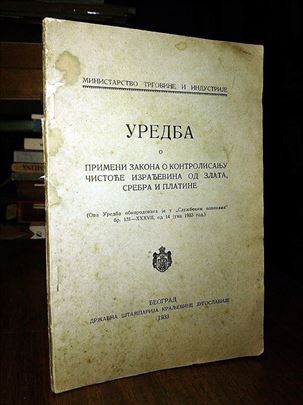 МИНИСТАРСТВО ТРГОВИНЕ И ИНДУСТРИЈЕ
УРЕДБА
О
ПРИМЕНИ ЗАКОНА О КОНТРОЛИСАЊУ
ЧИСТОЋЕ ИЗРАЂЕВИНА ОД ЗЛАТА,
СРЕБРА И ПЛАТИНЕ
(Ова Уредба обнародована је у „Службеним новинама"
бр. 131—XXXVII, од 14 јуна 1933 год.)
БЕОГРАД
ДРЖАВНА ШТАМПАРИЈА КРАЉЕВИНЕ ЈУГОСЛАВИЈЕ
1933